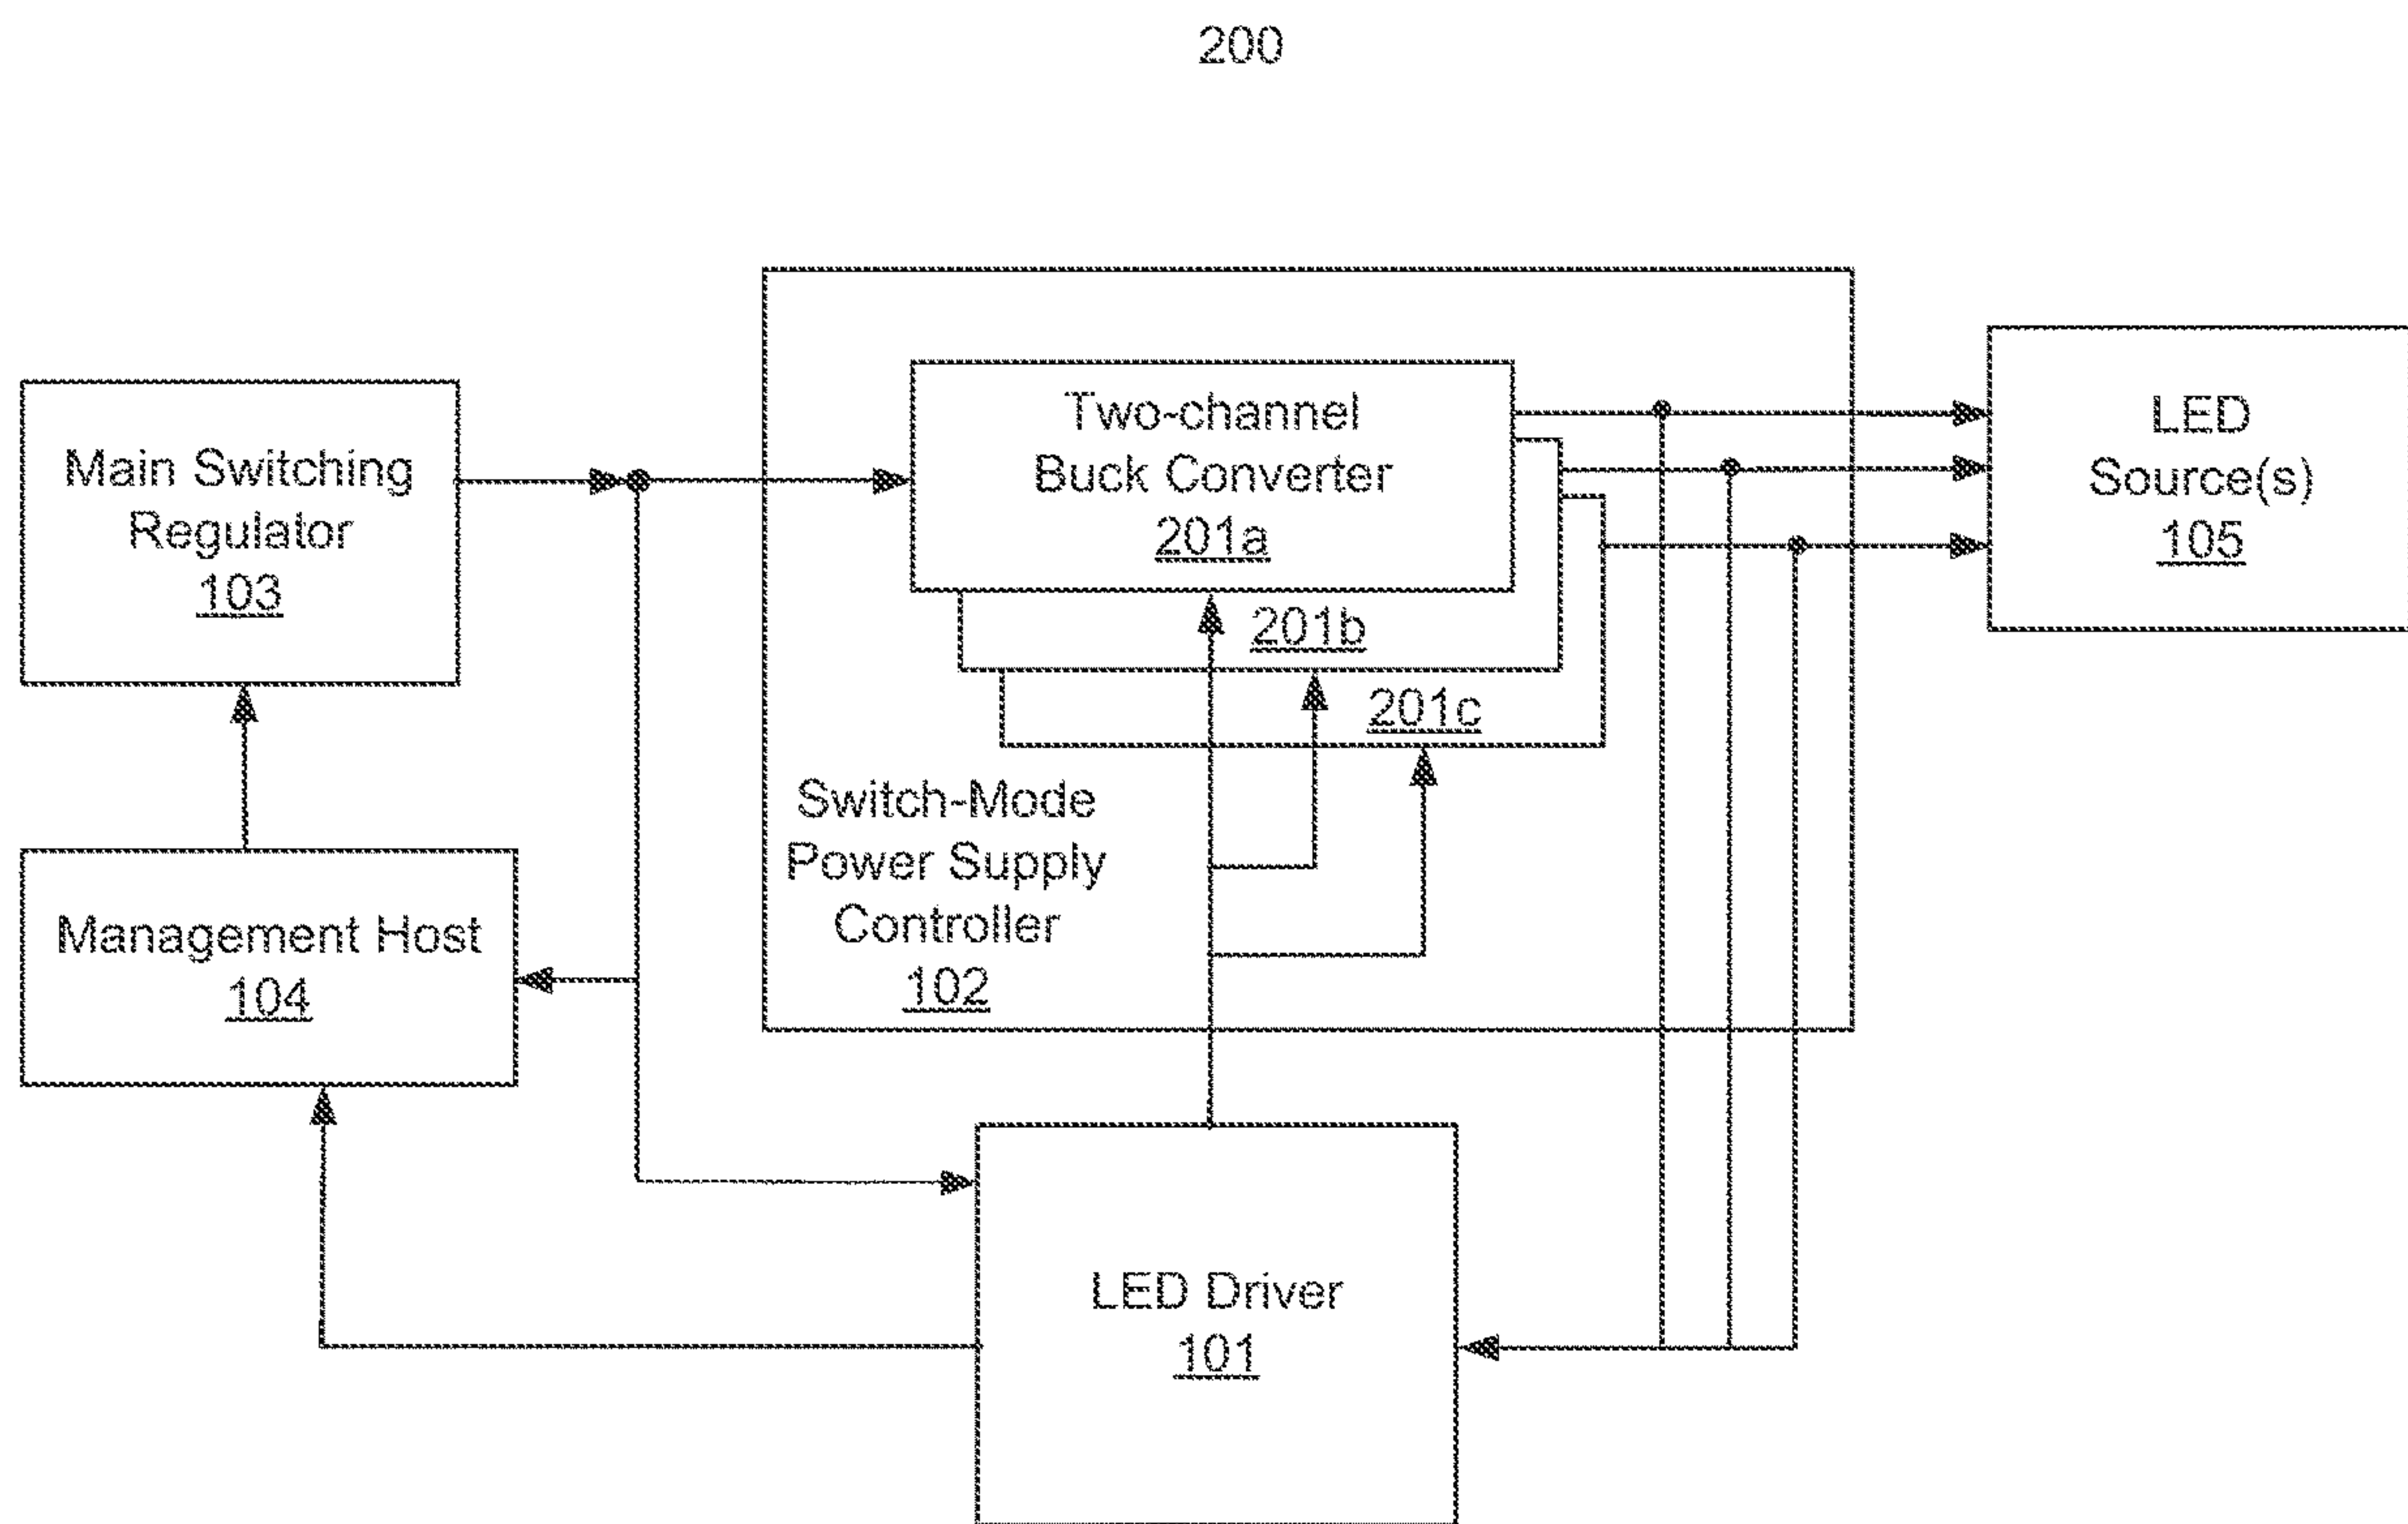 200
Main Switching
Regulator
103
Two-channel
Buck Converter
201a
201b
201c
LED
Source(s)
105
Switch-Mode
Power Supply
Controller
102
Management Host
104
LED Driver
101